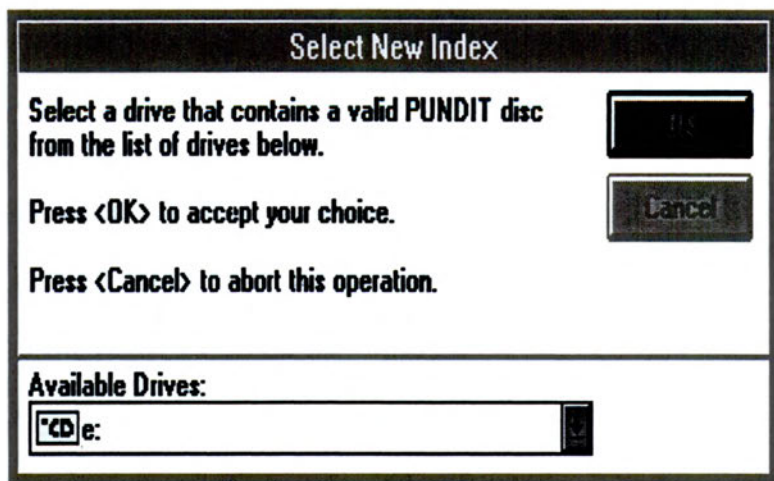 Select New Index
Select a drive that contains a valid PUNDIT disc
from the list of drives below.
Press <OK> to accept your choice.
Press <Cancel> to abort this operation.
Cancel
Available Drives:
CD e: